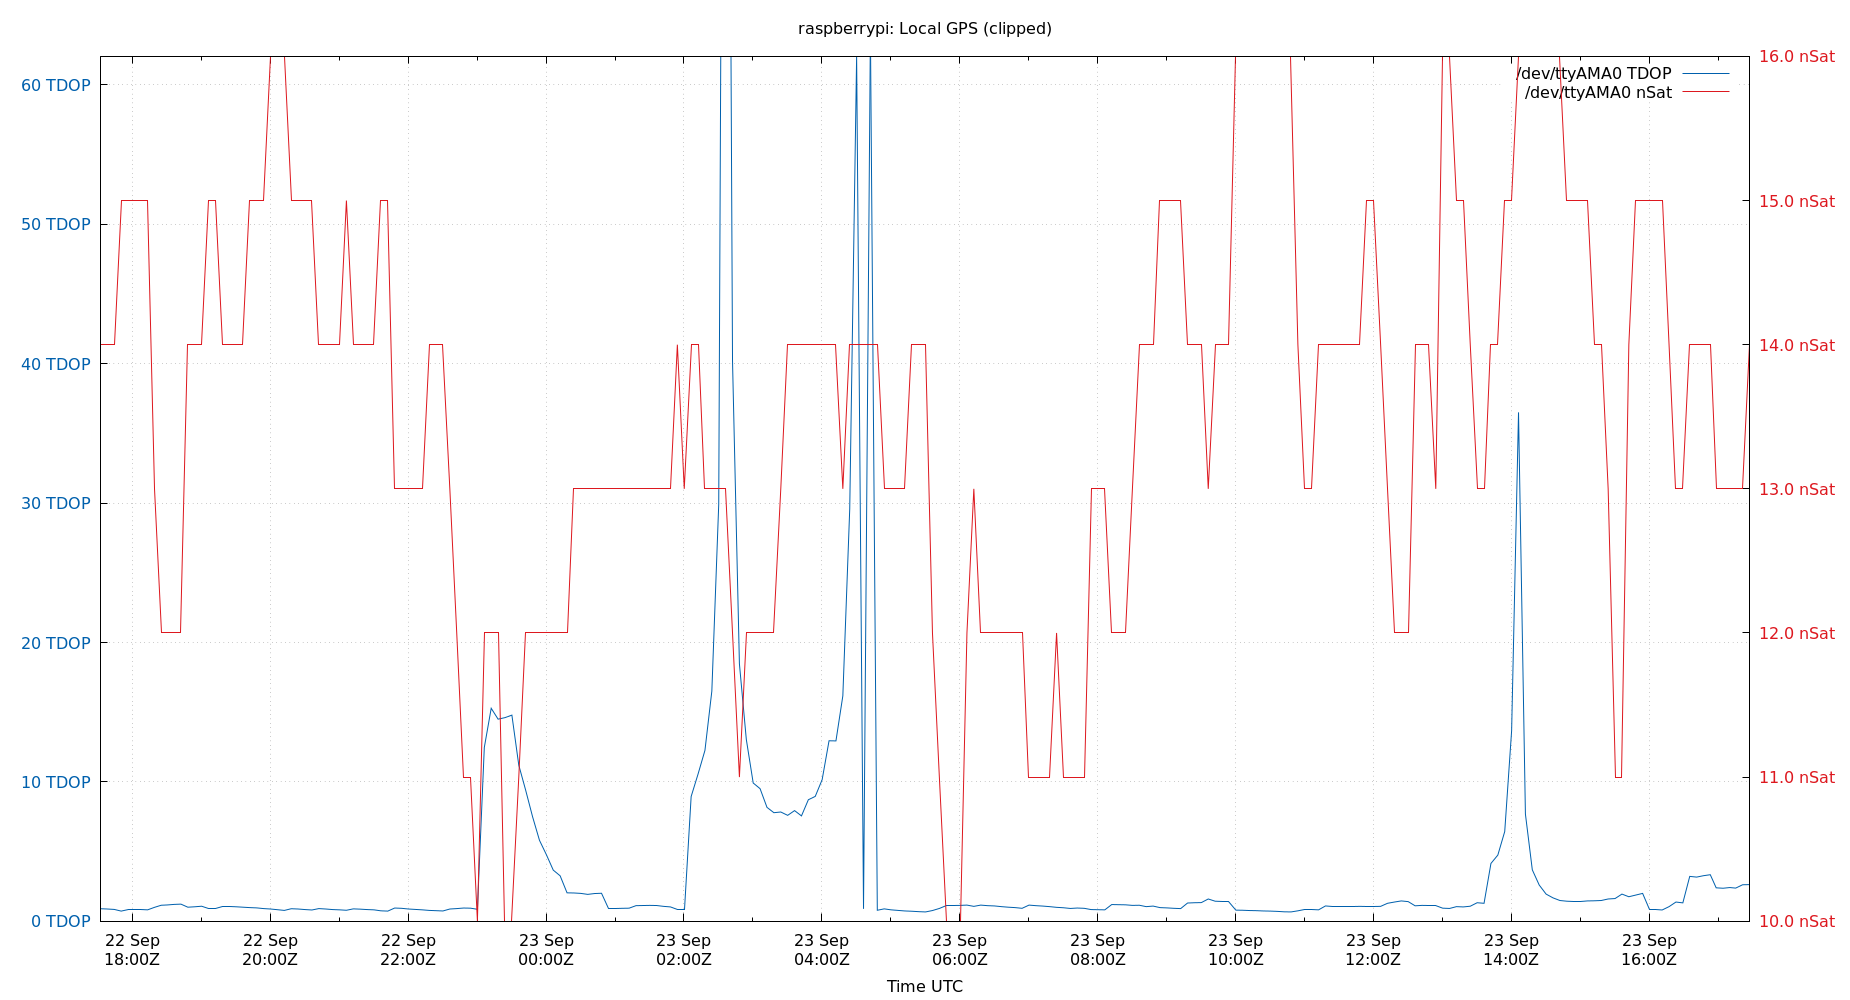 raspberrypi: Local GPS (clipped)
/dev/ttyAMA0 TDOP
/dev/ttyAMA0 nSat
60 TDOP
50 TDOP
40 TDOP
30 TDOP
20 TDOP
10 TDOP
0 TDOP
16.0 nSat
15.0 nSat
14.0 nSat
13.0 nSat
12.0 nSat
11.0 nSat
10.0 nSat
22 Sep
18:00Z
22 Sep
20:00Z
22 Sep
22:00Z
23 Sep
00:00Z
23 Sep
02:00Z
23 Sep
04:00Z
23 Sep
06:00Z
23 Sep
08:00Z
23 Sep
10:00Z
23 Sep
12:00Z
23 Sep
14:00Z
23 Sep
16:00Z
Time UTC